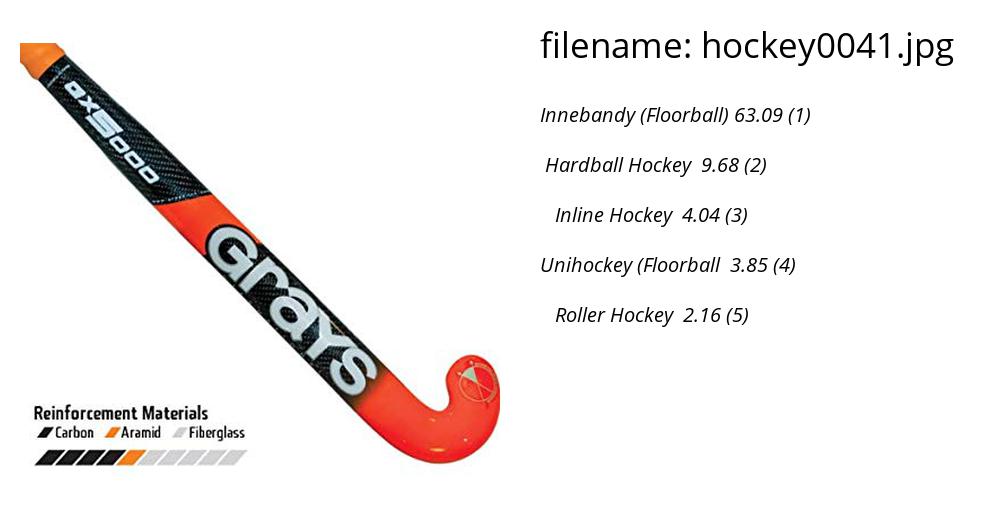 GX5000
Grays
Reinforcement Materials
Carbon Aramid Fiberglass
filename: hockey0041.jpg
Innebandy (Floorball) 63.09 (1)
Hardball Hockey 9.68 (2)
Inline Hockey 4.04 (3)
Unihockey (Floorball 3.85 (4)
Roller Hockey 2.16 (5)